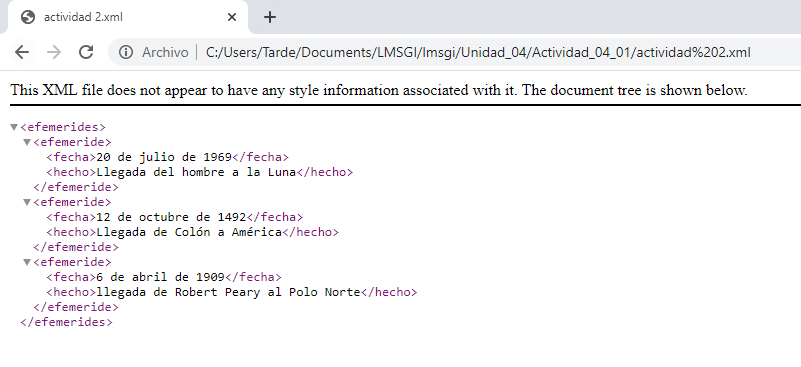 actividad 2.xml
Archivo C:/Users/Tarde/Documents/LMSGI/lmsgi/Unidad_04/Actividad_04_01/actividad%202.xml
This XML file does not appear to have any style information associated with it. The document tree is shown below.
<efemerides>
<efemeride>
<fecha>20 de julio de 1969</fecha>
<hecho>Llegada del hombre a la Luna</hecho>
</efemeride>
<efemeride>
<fecha>12 de octubre de 1492</fecha>
<hecho>Llegada de Colón a América</hecho>
</efemeride>
<efemeride>
<fecha>6 de abril de 1909</fecha>
<hecho>llegada de Robert Peary al Polo Norte</hecho>
</efemeride>
</efemerides>